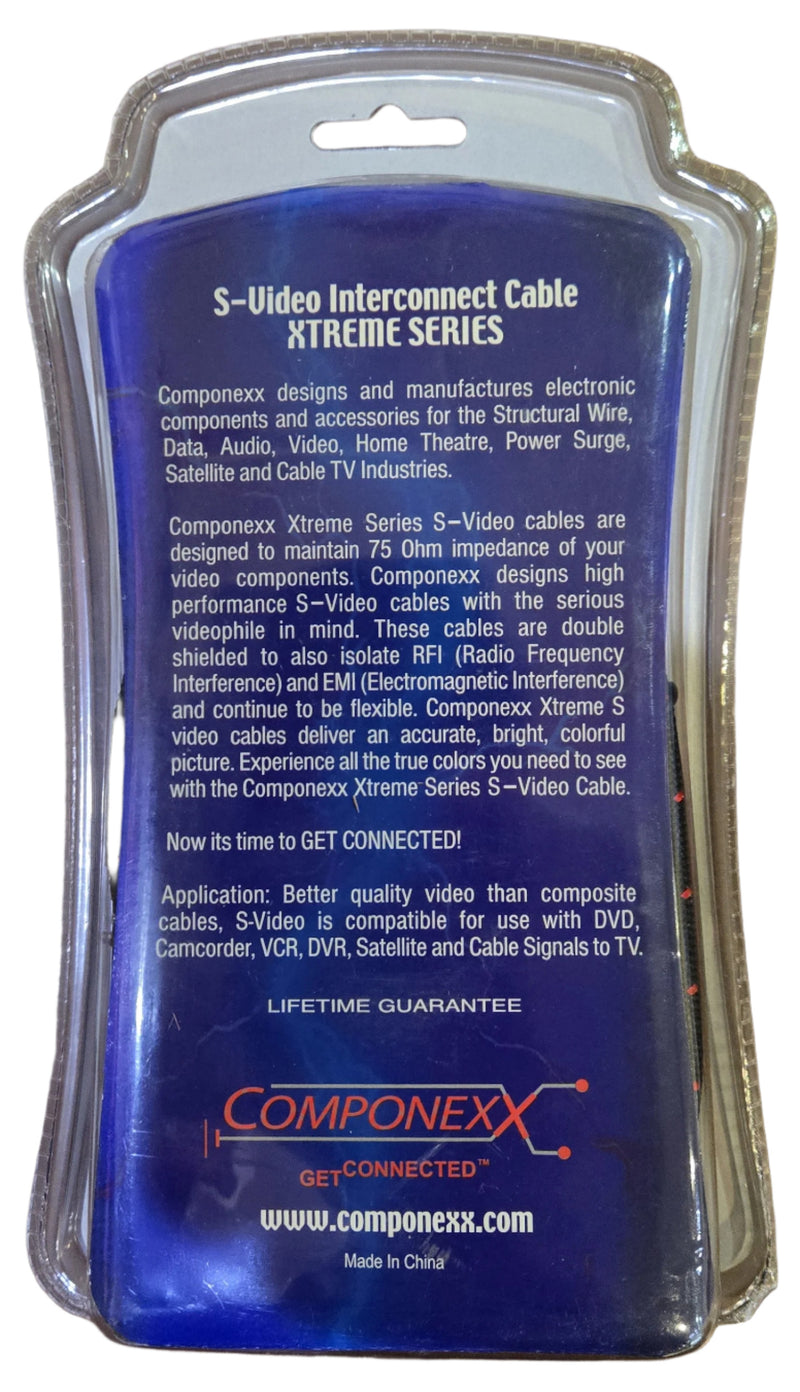 S-Video Interconnect Cable
XTREME SERIES
Componexx designs and manufactures electronic
components and accessories for the Structural Wire,
Data, Audio, Video, Home Theatre, Power Surge,
Satellite and Cable TV Industries.
Componexx Xtreme Series S-Video cables are
designed to maintain 75 Ohm impedance of your
video components. Componexx designs high
performance S-Video cables with the serious
videophile in mind. These cables are double
shielded to also isolate RFI (Radio Frequency
Interference) and EMI (Electromagnetic Interference)
and continue to be flexible. Componexx Xtreme S
video cables deliver an accurate, bright, colorful
picture. Experience all the true colors you need to see
with the Componexx Xtreme Series S-Video Cable.
Now its time to GET CONNECTED!
Application: Better quality video than composite
cables, S-Video is compatible for use with DVD,
Camcorder, VCR, DVR, Satellite and Cable Signals to TV.
LIFETIME GUARANTEE
COMPONEXX
GETCONNECTED™
www.componexx.com
Made In China